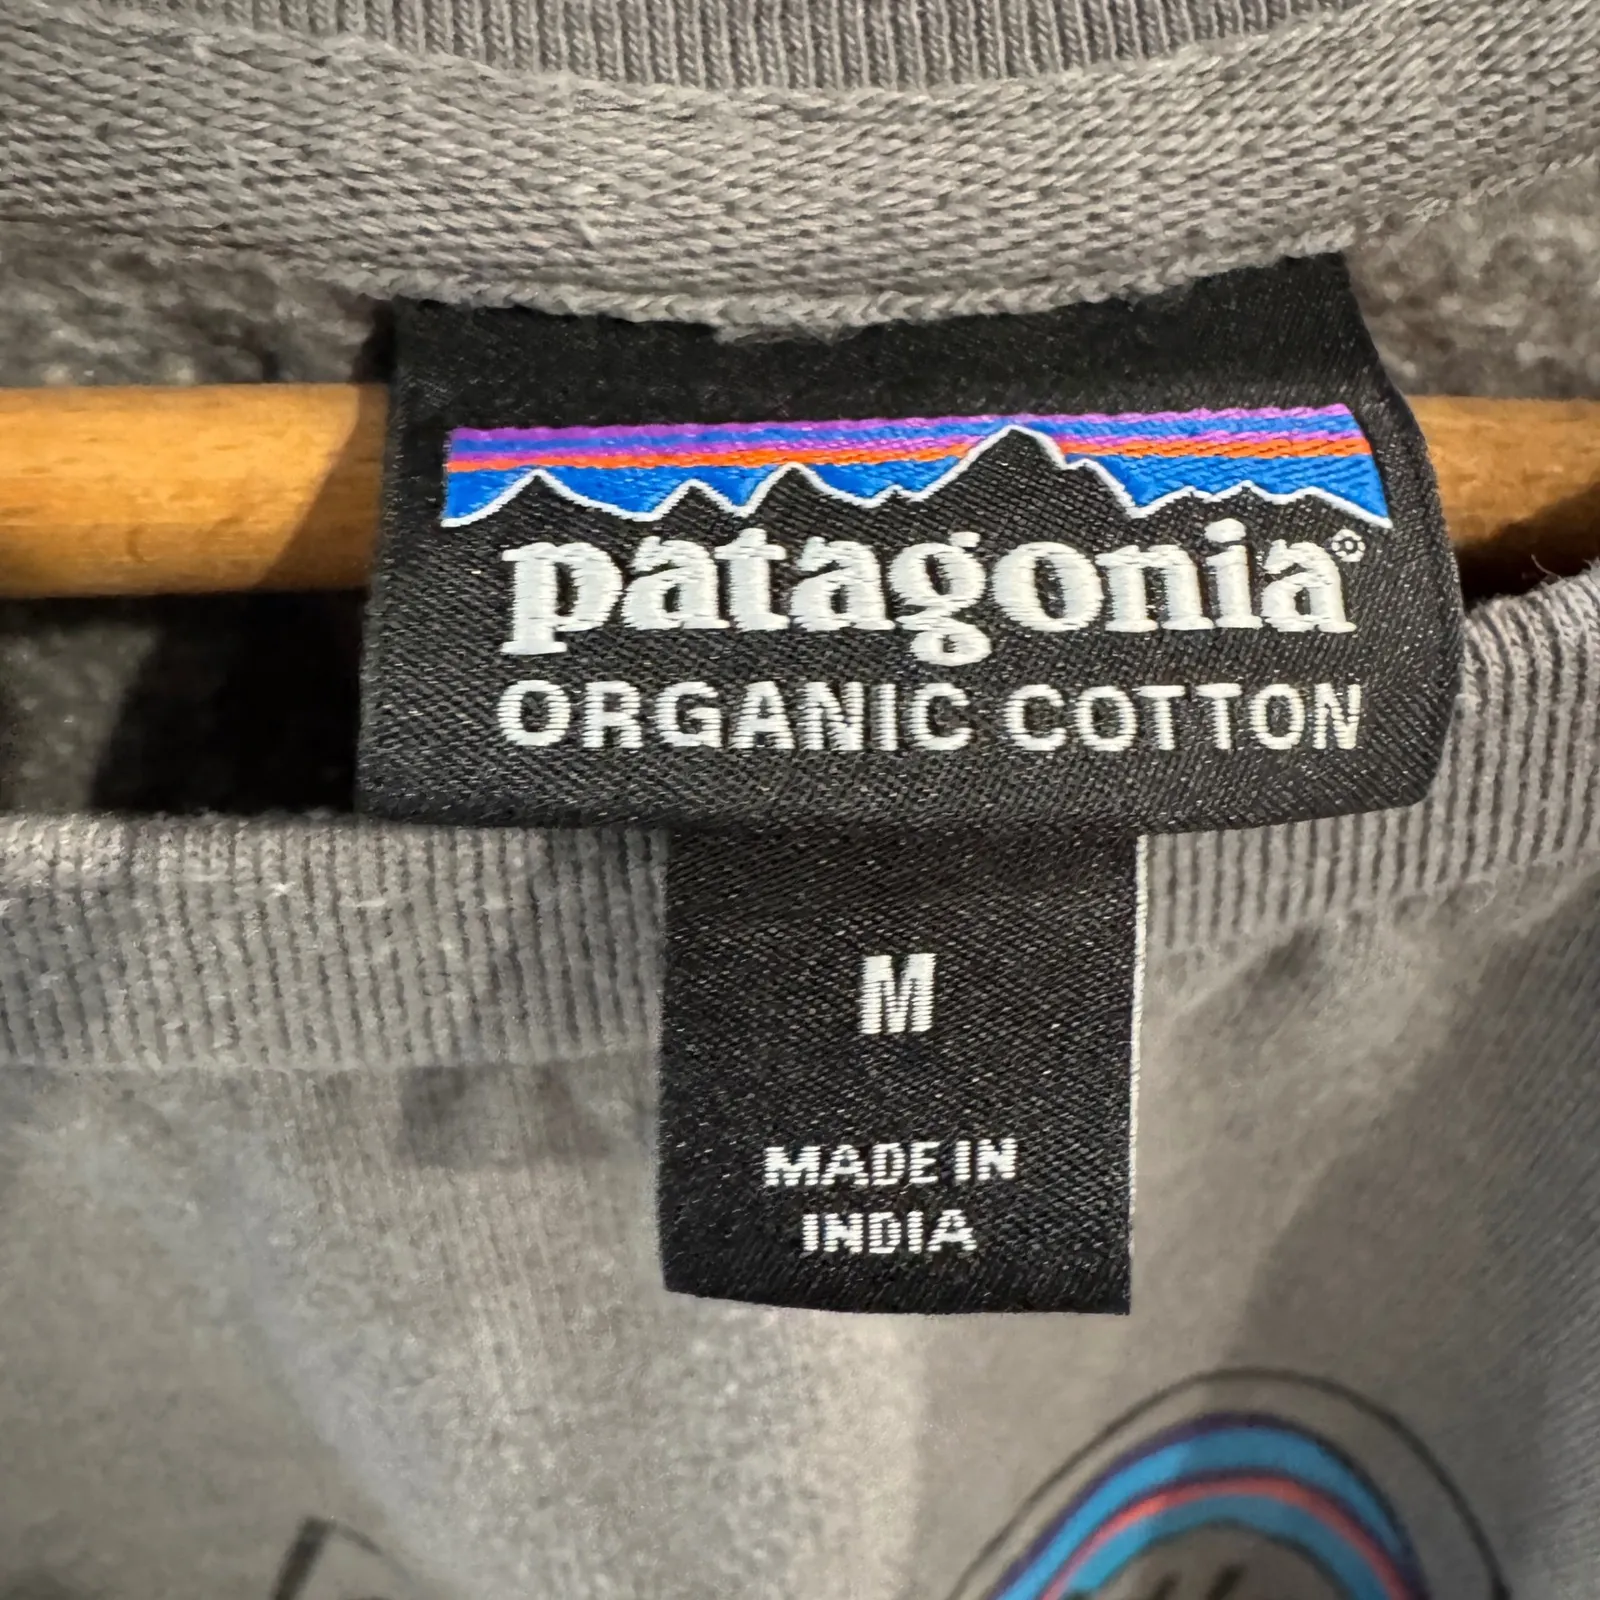 patagonia®
ORGANIC COTTON
M
MADE IN
INDIA